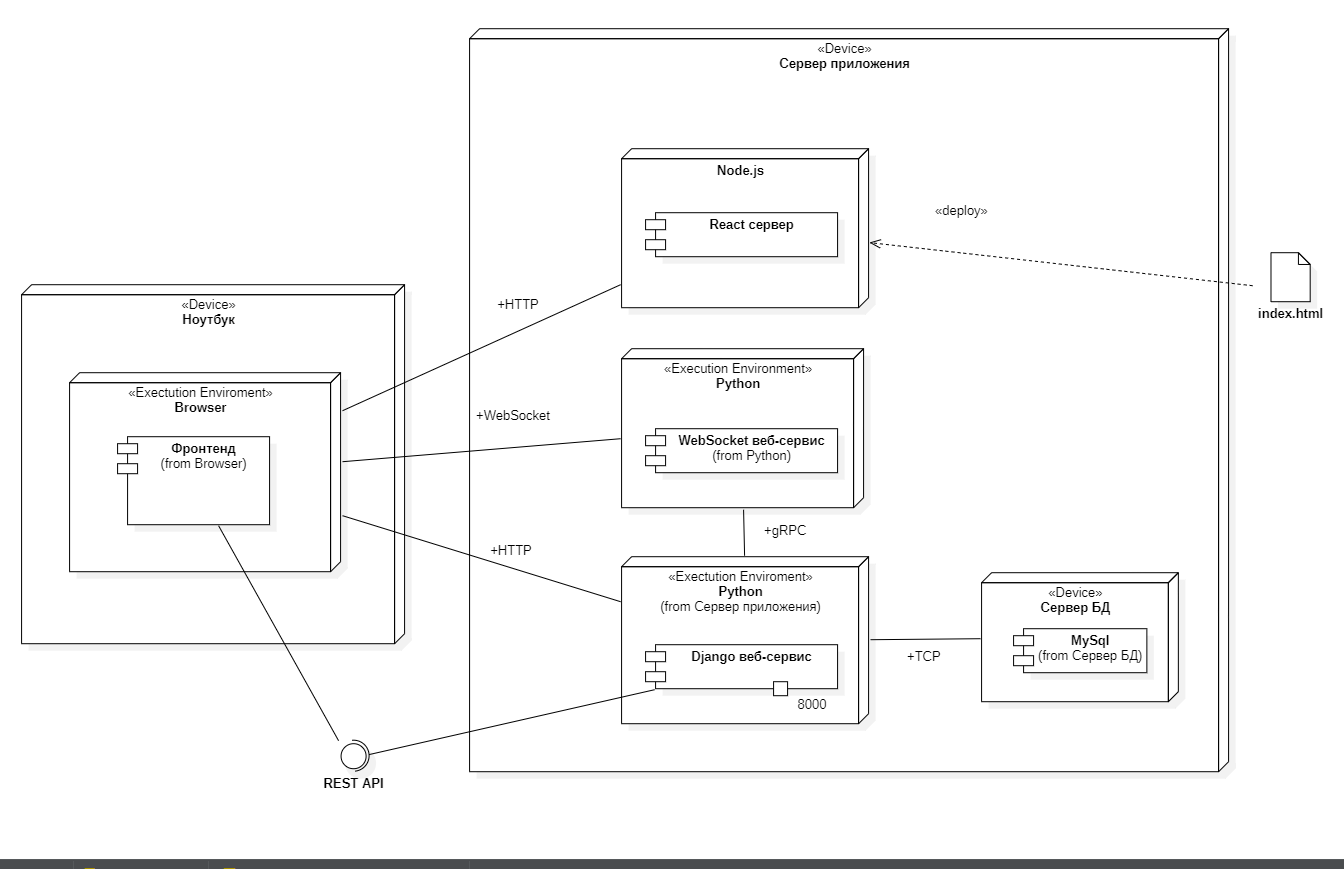 «Device»
Сервер приложения
Node.js
React сервер
«deploy»
index.html
«Device»
Ноутбук
+HTTP
«Exectution Enviroment»
Browser
Фронтенд
(from Browser)
+WebSocket
«Execution Environment»
Python
WebSocket веб-сервис
(from Python)
+gRPC
+HTTP
«Exectution Enviroment»
Python
(from Сервер приложения)
Django веб-сервис
8000
+TCP
«Device»
Сервер БД
MySql
(from Сервер БД)
REST API